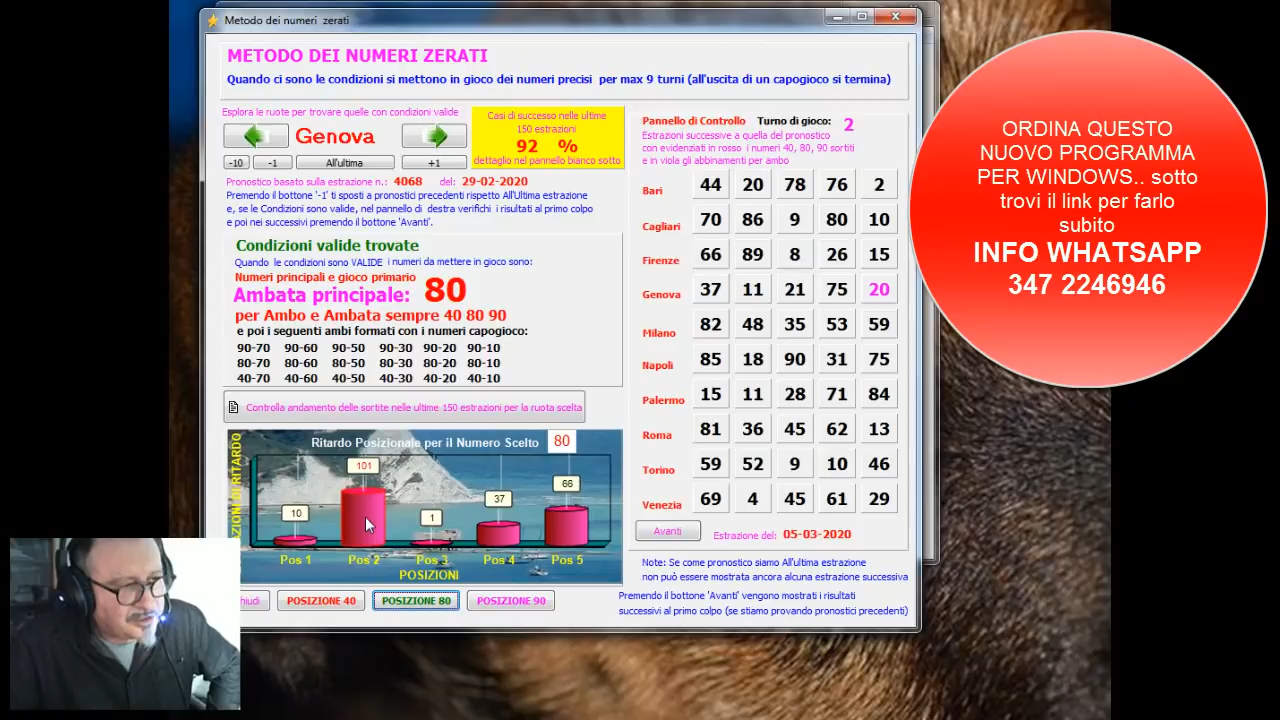 Metodo dei numeri zerati
METODO DEI NUMERI ZERATI
Quando ci sono le condizioni si mettono in gioco dei numeri precisi per max 9 turni (all'uscita di un capogioco si termina)
Esplora le ruote per trovare quelle con condizioni valide
Genova
-10 -1 All'ultima +1
Casi di successo nelle ultime
150 estrazioni
92 %
dettaglio nel pannello bianco sotto
Pronostico basato sulla estrazione n.: 4068 del: 29-02-2020
Premendo il bottone '-1' ti sposti a pronostici precedenti rispetto All'Ultima estrazione
e, se le Condizioni sono valide, nel pannello di destra verifichi i risultati al primo colpo
e poi nei successivi premendo il bottone 'Avanti'.
Condizioni valide trovate
Quando le condizioni sono VALIDE i numeri da mettere in gioco sono:
Numeri principali e gioco primario
Ambata principale: 80
per Ambo e Ambata sempre 40 80 90
e poi i seguenti ambi formati con i numeri capogioco:
90-70 90-60 90-50 90-30 90-20 90-10
80-70 80-60 80-50 80-30 80-20 80-10
40-70 40-60 40-50 40-30 40-20 40-10
Controlla andamento delle sortite nelle ultime 150 estrazioni per la ruota scelta
Ritardo Posizionale per il Numero Scelto 80
AZIONI DI RITARDO
10 101 1 37 66
Pos 1 Pos 2 Pos 3 Pos 4 Pos 5
POSIZIONI
hiudi POSIZIONE 40 POSIZIONE 80 POSIZIONE 90
Pannello di Controllo Turno di gioco: 2
Estrazioni successive a quella del pronostico
con evidenziati in rosso i numeri 40, 80, 90 sortiti
e in viola gli abbinamenti per ambo
Bari 44 20 78 76 2
Cagliari 70 86 9 80 10
Firenze 66 89 8 26 15
Genova 37 11 21 75 20
Milano 82 48 35 53 59
Napoli 85 18 90 31 75
Palermo 15 11 28 71 84
Roma 81 36 45 62 13
Torino 59 52 9 10 46
Venezia 69 4 45 61 29
Avanti Estrazione del: 05-03-2020
Note: Se come pronostico siamo All'ultima estrazione
non può essere mostrata ancora alcuna estrazione successiva
Premendo il bottone 'Avanti' vengono mostrati i risultati
successivi al primo colpo (se stiamo provando pronostici precedenti)
ORDINA QUESTO
NUOVO PROGRAMMA
PER WINDOWS.. sotto
trovi il link per farlo
subito
INFO WHATSAPP
347 2246946